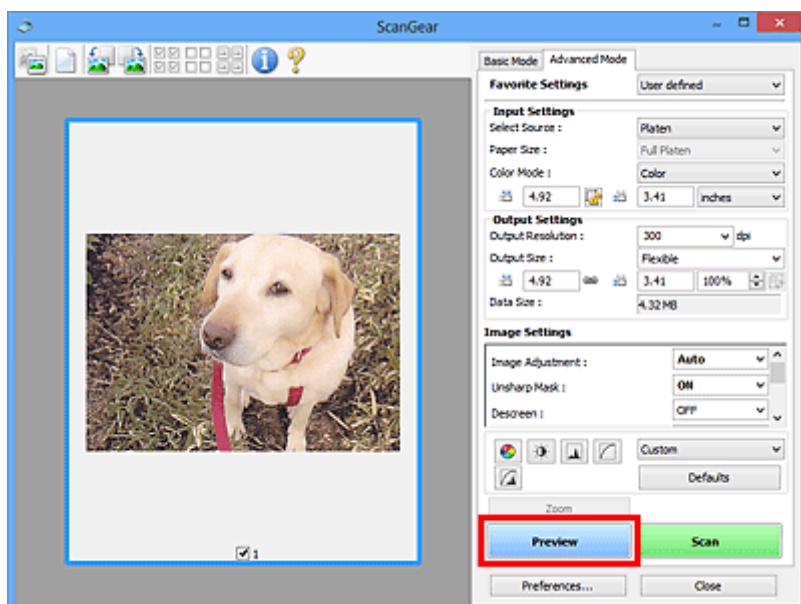 ScanGear
Basic Mode Advanced Mode
Favorite Settings User defined
Input Settings
Select Source : Platen
Paper Size : Full Platen
Color Mode : Color
4.92 3.41 inches
Output Settings
Output Resolution : 300 dpi
Output Size : Flexible
4.92 3.41 100%
Data Size : 4.32 MB
Image Settings
Image Adjustment : Auto
Unsharp Mask : ON
Descreen : OFF
Custom
Defaults
Zoom
Preview Scan
1
Preferences... Close